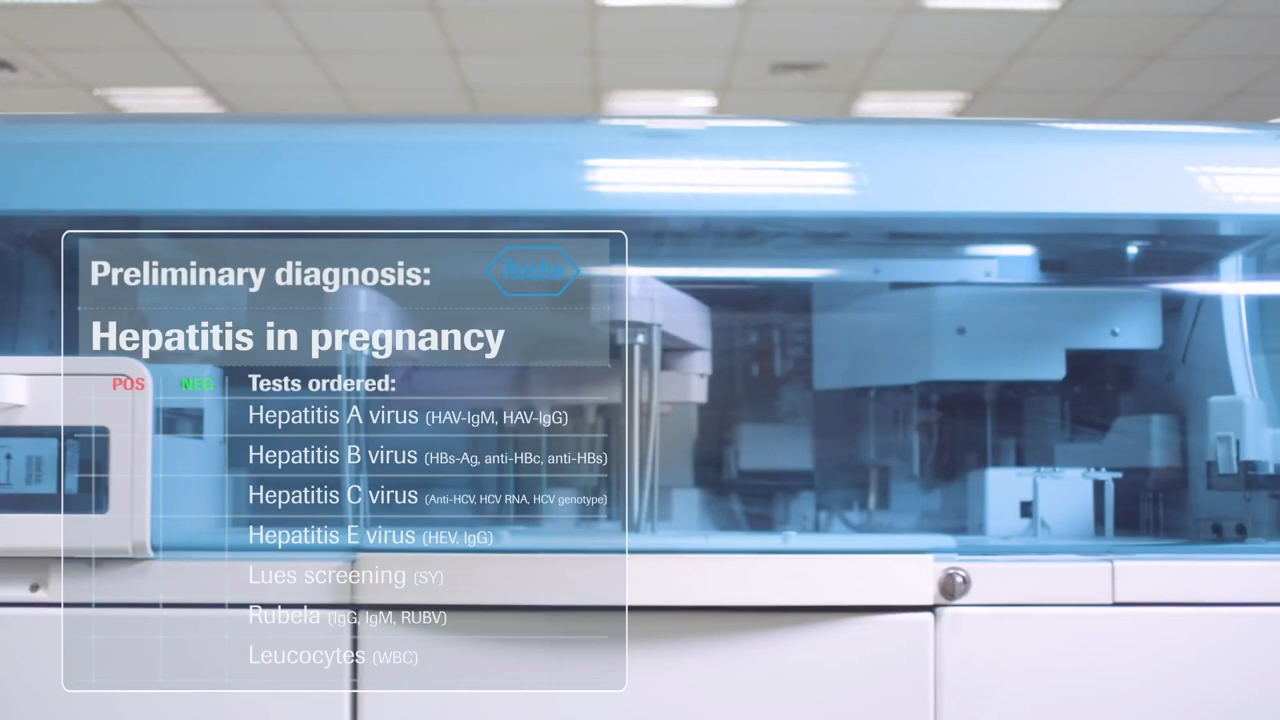 Preliminary diagnosis:
Roche
Hepatitis in pregnancy
POS NEG Tests ordered:
Hepatitis A virus (HAV-IgM, HAV-IgG)
Hepatitis B virus (HBs-Ag, anti-HBc, anti-HBs)
Hepatitis C virus (Anti-HCV, HCV RNA, HCV genotype)
Hepatitis E virus (HEV, IgG)
Lues screening (SY)
Rubela (IgG, IgM, RUBV)
Leucocytes (WBC)